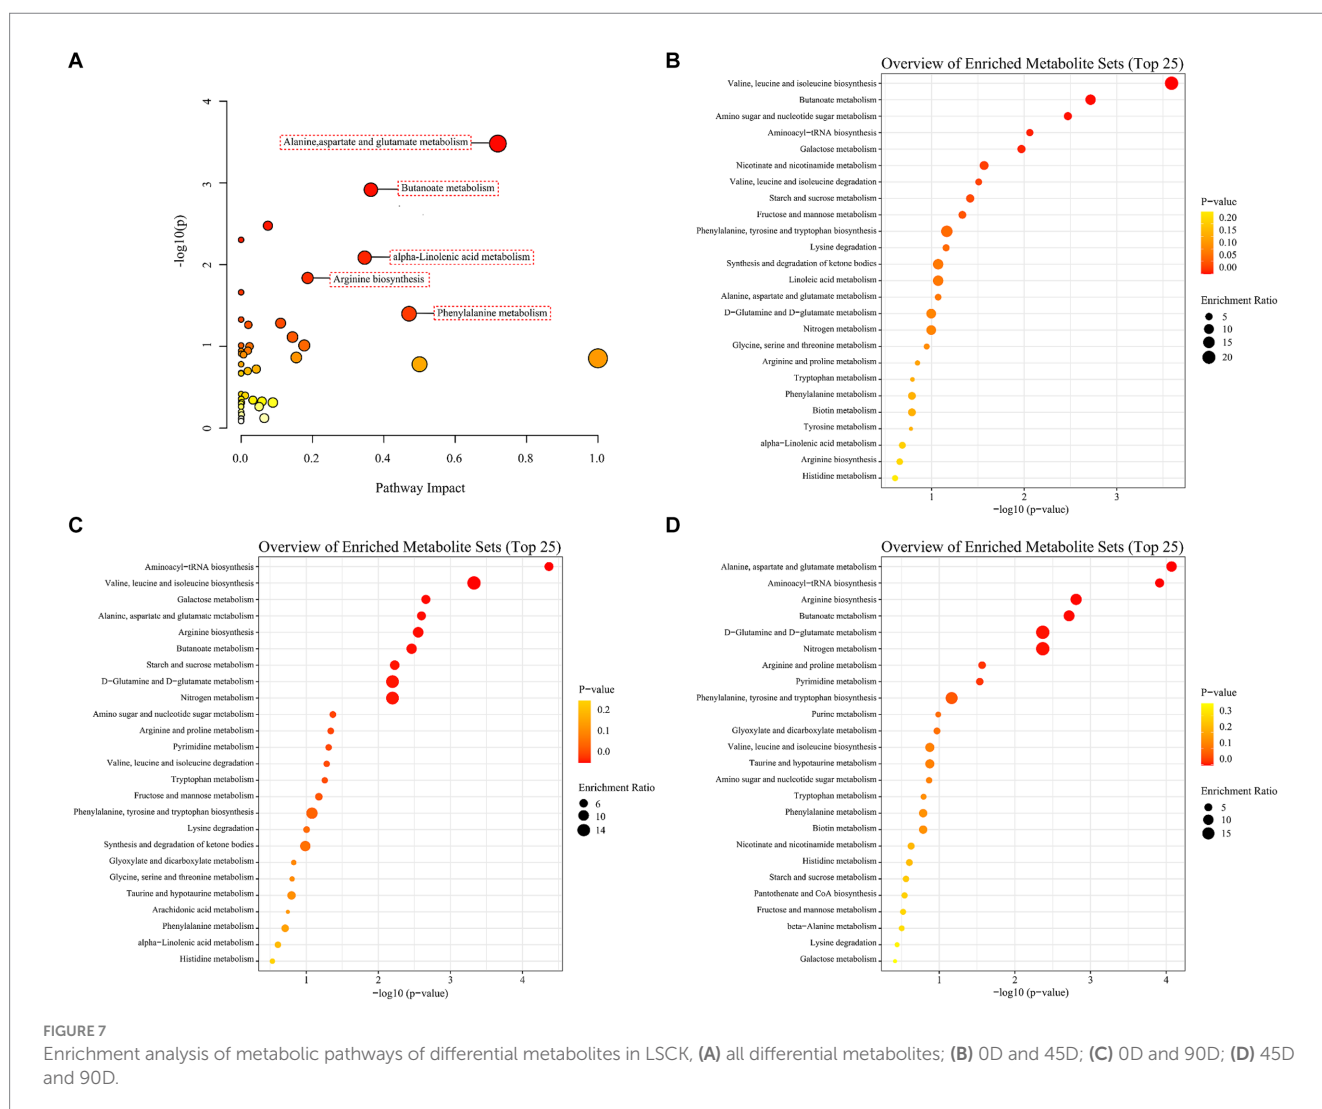 A
-log10(p)
4
3
2
1
0
Alanine,aspartate and glutamate metabolism
Butanoate metabolism
alpha-Linolenic acid metabolism
Arginine biosynthesis
Phenylalanine metabolism
0.0 0.2 0.4 0.6 0.8 1.0
Pathway Impact
B
Overview of Enriched Metabolite Sets (Top 25)
Valine, leucine and isoleucine biosynthesis
Butanoate metabolism
Amino sugar and nucleotide sugar metabolism
Aminoacyl-tRNA biosynthesis
Galactose metabolism
Nicotinate and nicotinamide metabolism
Valine, leucine and isoleucine degradation
Starch and sucrose metabolism
Fructose and mannose metabolism
Phenylalanine, tyrosine and tryptophan biosynthesis
Lysine degradation
Synthesis and degradation of ketone bodies
Linoleic acid metabolism
Alanine, aspartate and glutamate metabolism
D-Glutamine and D-glutamate metabolism
Nitrogen metabolism
Glycine, serine and threonine metabolism
Arginine and proline metabolism
Tryptophan metabolism
Phenylalanine metabolism
Biotin metabolism
Tyrosine metabolism
alpha-Linolenic acid metabolism
Arginine biosynthesis
Histidine metabolism
1 2 3
-log10 (p-value)
P-value
0.20
0.15
0.10
0.05
0.00
Enrichment Ratio
5
10
15
20
C
Overview of Enriched Metabolite Sets (Top 25)
Aminoacyl-tRNA biosynthesis
Valine, leucine and isoleucine biosynthesis
Galactose metabolism
Alanine, aspartate and glutamate metabolism
Arginine biosynthesis
Butanoate metabolism
Starch and sucrose metabolism
D-Glutamine and D-glutamate metabolism
Nitrogen metabolism
Amino sugar and nucleotide sugar metabolism
Arginine and proline metabolism
Pyrimidine metabolism
Valine, leucine and isoleucine degradation
Tryptophan metabolism
Fructose and mannose metabolism
Phenylalanine, tyrosine and tryptophan biosynthesis
Lysine degradation
Synthesis and degradation of ketone bodies
Glyoxylate and dicarboxylate metabolism
Glycine, serine and threonine metabolism
Taurine and hypotaurine metabolism
Arachidonic acid metabolism
Phenylalanine metabolism
alpha-Linolenic acid metabolism
Histidine metabolism
1 2 3 4
-log10 (p-value)
P-value
0.2
0.1
0.0
Enrichment Ratio
6
10
14
D
Overview of Enriched Metabolite Sets (Top 25)
Alanine, aspartate and glutamate metabolism
Aminoacyl-tRNA biosynthesis
Arginine biosynthesis
Butanoate metabolism
D-Glutamine and D-glutamate metabolism
Nitrogen metabolism
Arginine and proline metabolism
Pyrimidine metabolism
Phenylalanine, tyrosine and tryptophan biosynthesis
Purine metabolism
Glyoxylate and dicarboxylate metabolism
Valine, leucine and isoleucine biosynthesis
Taurine and hypotaurine metabolism
Amino sugar and nucleotide sugar metabolism
Tryptophan metabolism
Phenylalanine metabolism
Biotin metabolism
Nicotinate and nicotinamide metabolism
Histidine metabolism
Starch and sucrose metabolism
Pantothenate and CoA biosynthesis
Fructose and mannose metabolism
beta-Alanine metabolism
Lysine degradation
Galactose metabolism
1 2 3 4
-log10 (p-value)
P-value
0.3
0.2
0.1
0.0
Enrichment Ratio
5
10
15
FIGURE 7
Enrichment analysis of metabolic pathways of differential metabolites in LSCK, (A) all differential metabolites; (B) 0D and 45D; (C) 0D and 90D; (D) 45D
and 90D.